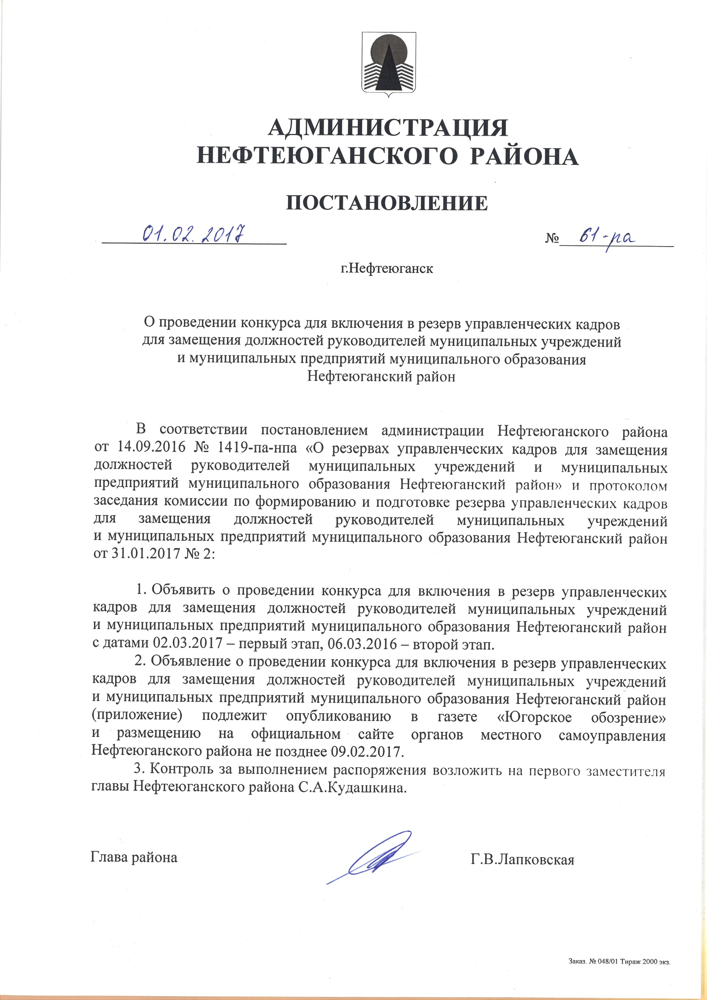 АДМИНИСТРАЦИЯ
НЕФТЕЮГАНСКОГО РАЙОНА
ПОСТАНОВЛЕНИЕ
01.02.2017 № 61-ра
г.Нефтеюганск
О проведении конкурса для включения в резерв управленческих кадров
для замещения должностей руководителей муниципальных учреждений
и муниципальных предприятий муниципального образования
Нефтеюганский район
В соответствии постановлением администрации Нефтеюганского района
от 14.09.2016 № 1419-па-нпа «О резервах управленческих кадров для замещения
должностей руководителей муниципальных учреждений и муниципальных
предприятий муниципального образования Нефтеюганский район» и протоколом
заседания комиссии по формированию и подготовке резерва управленческих кадров
для замещения должностей руководителей муниципальных учреждений
и муниципальных предприятий муниципального образования Нефтеюганский район
от 31.01.2017 № 2:
1. Объявить о проведении конкурса для включения в резерв управленческих
кадров для замещения должностей руководителей муниципальных учреждений
и муниципальных предприятий муниципального образования Нефтеюганский район
с датами 02.03.2017 – первый этап, 06.03.2016 – второй этап.
2. Объявление о проведении конкурса для включения в резерв управленческих
кадров для замещения должностей руководителей муниципальных учреждений
и муниципальных предприятий муниципального образования Нефтеюганский район
(приложение) подлежит опубликованию в газете «Югорское обозрение»
и размещению на официальном сайте органов местного самоуправления
Нефтеюганского района не позднее 09.02.2017.
3. Контроль за выполнением распоряжения возложить на первого заместителя
главы Нефтеюганского района С.А.Кудашкина.
Глава района Г.В.Лапковская
Заказ. № 048/01 Тираж 2000 экз.